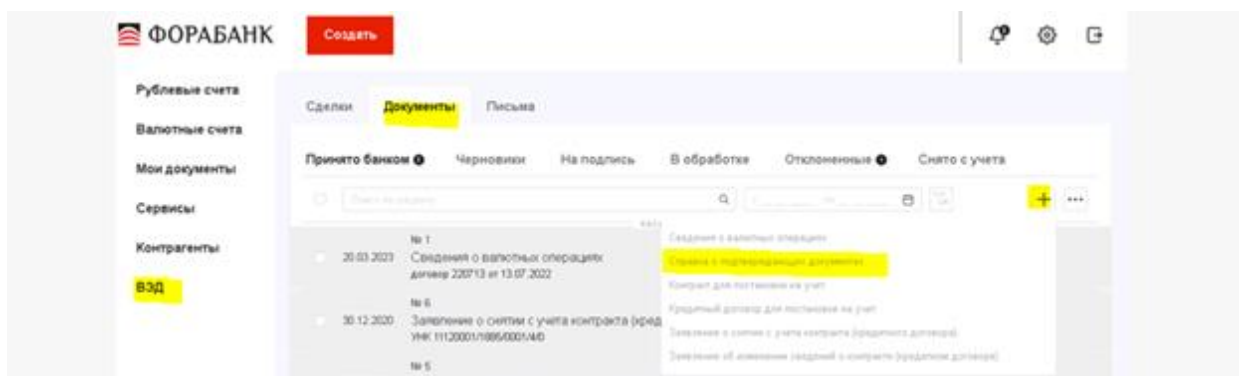 ФОРАБАНК
Создать
Рублевые счета
Валютные счета
Мои документы
Сервисы
Контрагенты
ВЭД
Сделки Документы Письма
Принято банком Черновики На подпись В обработке Отклоненные Снято с учета
Поиск по разделу
20.03.2023
№ 1
Сведения о валютных операциях
договор 220713 от 13.07.2022
30.12.2020
№ 6
Заявление о снятии с учета контракта (кред
УНК 11120001/1885/0001/4/0
№ 5
Сведения о валютных операциях
Справка о подтверждающих документах
Контракт для постановки на учет
Кредитный договор для постановки на учет
Заявление о снятии с учета контракта (кредитного договора)
Заявление об изменении сведений о контракте (кредитном договоре)